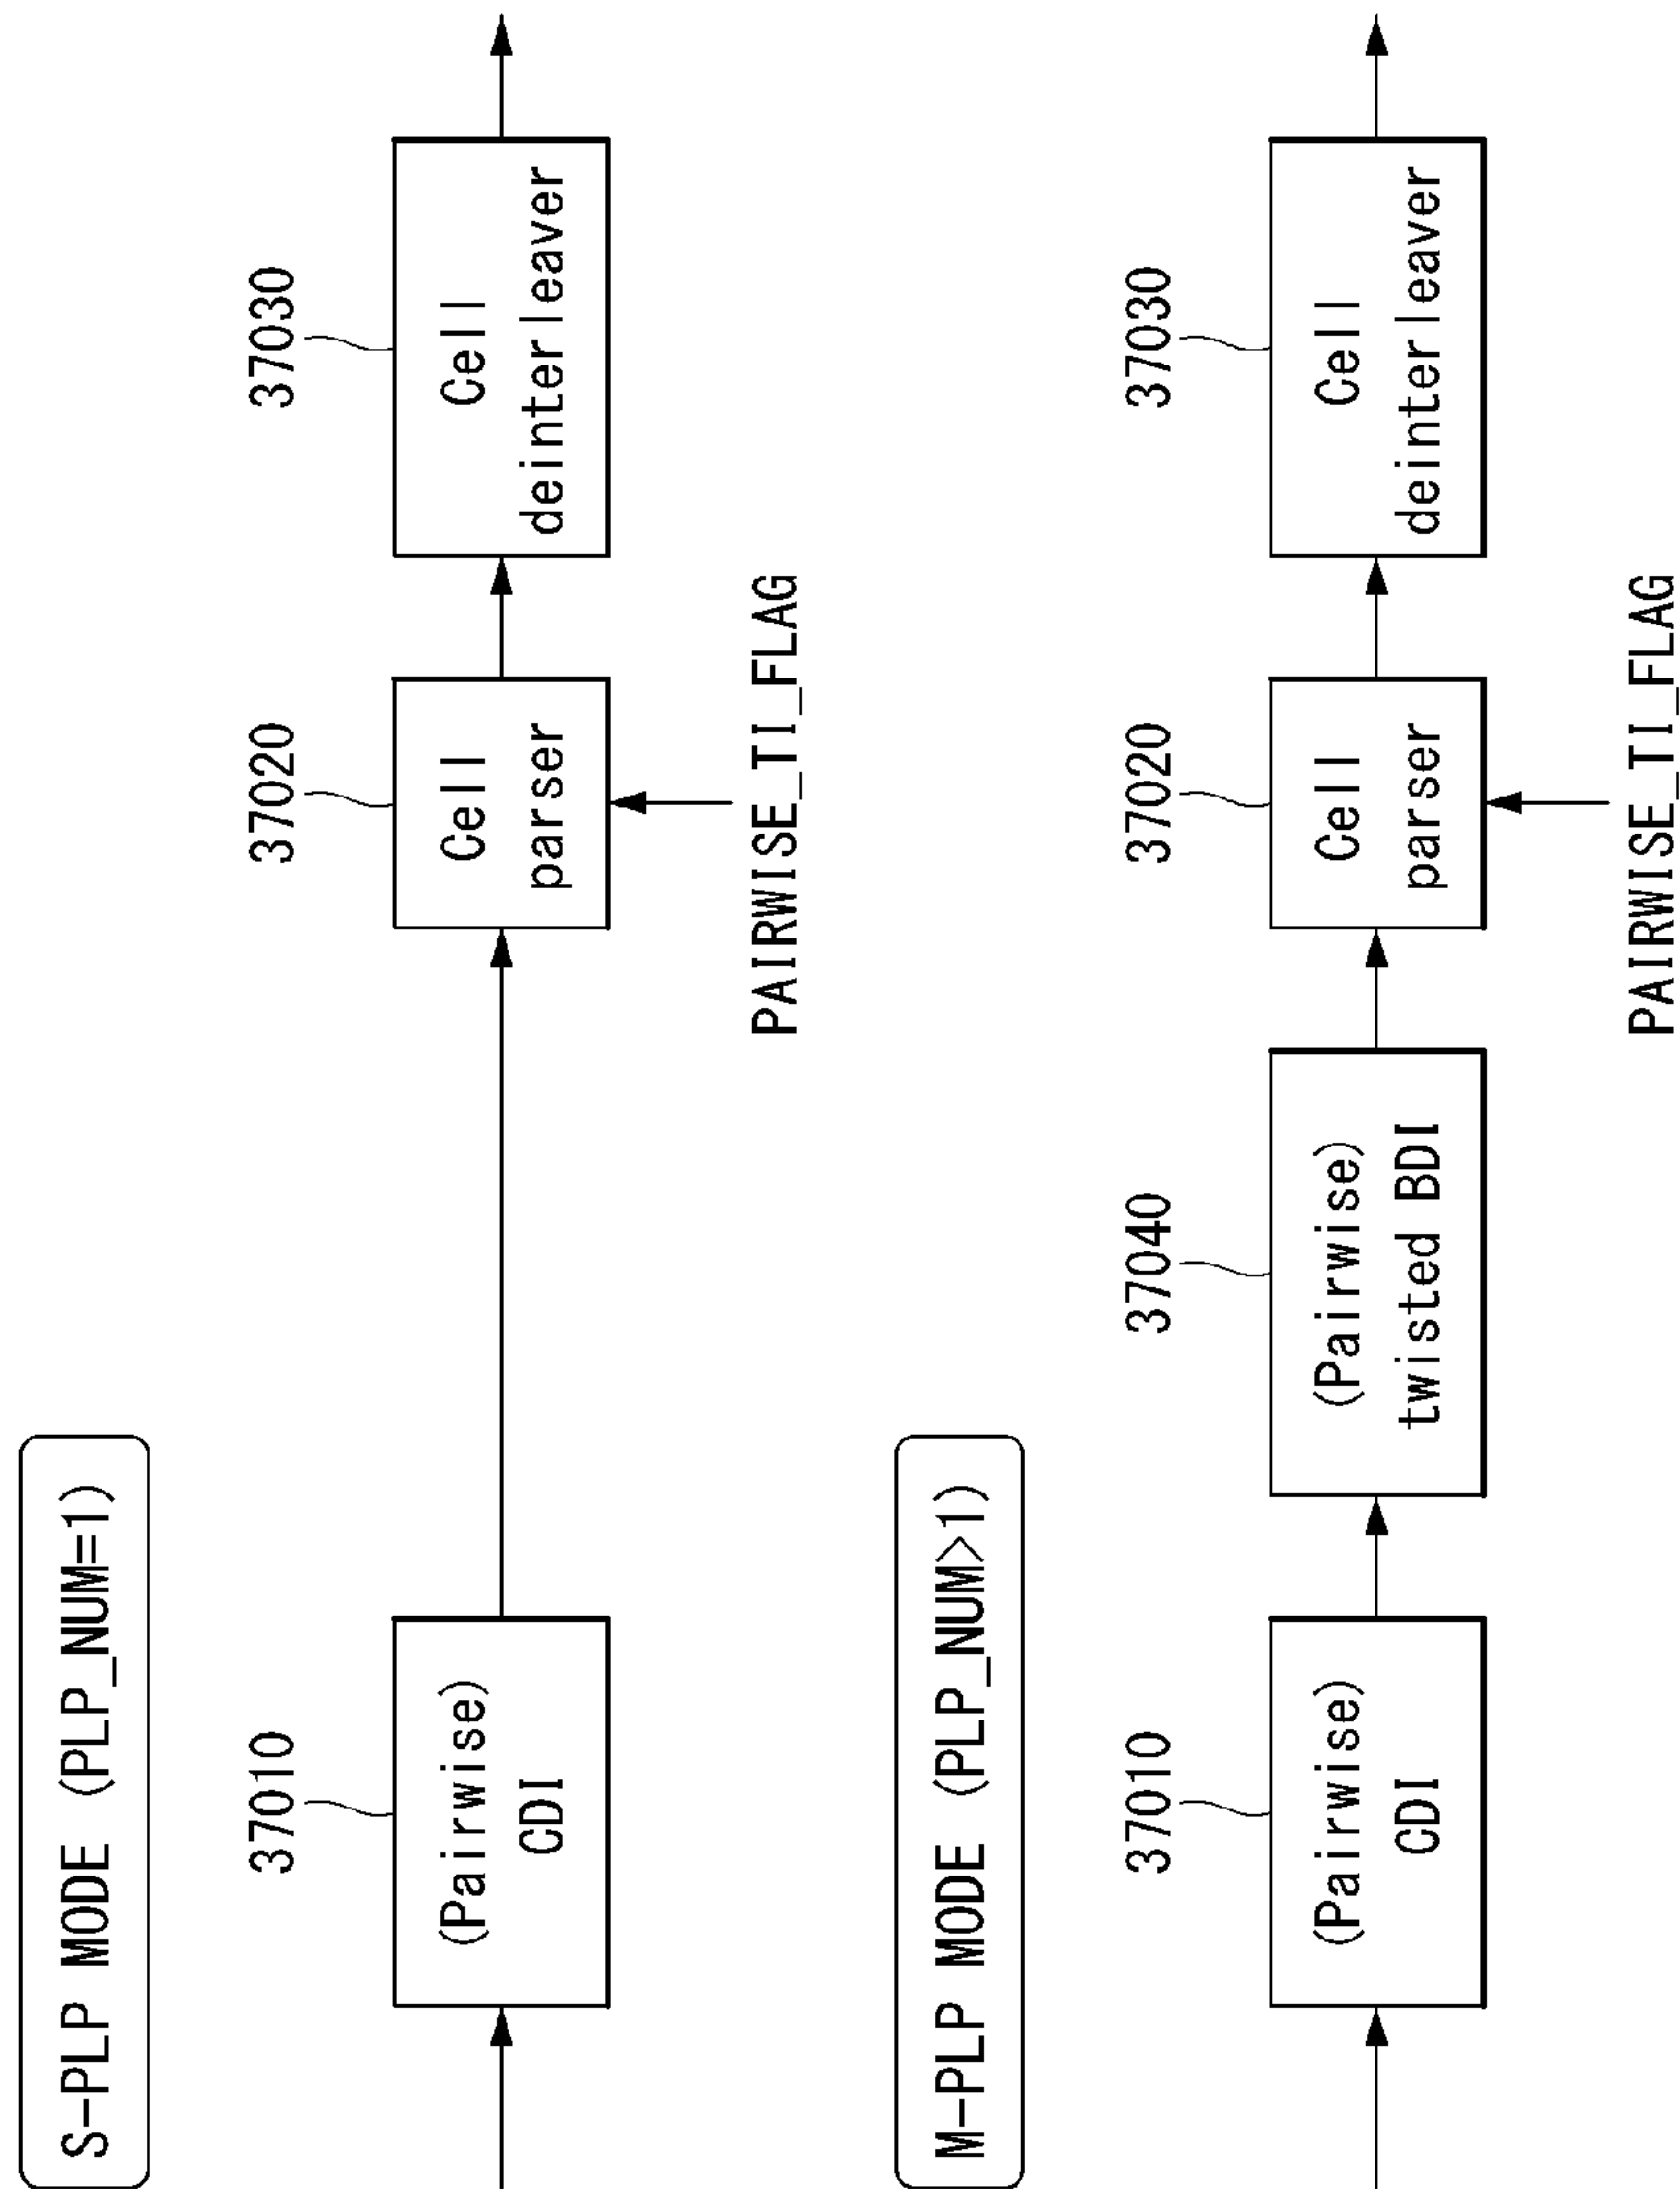 S-PLP MODE (PLP_NUM=1)
37010
(Pairwise)
CDI
37020
Cell
parser
37030
Cell
deinterleaver
PAIRWISE_TI_FLAG
M-PLP MODE (PLP_NUM>1)
37010
(Pairwise)
CDI
37040
(Pairwise)
twisted BDI
37020
Cell
parser
37030
Cell
deinterleaver
PAIRWISE_TI_FLAG